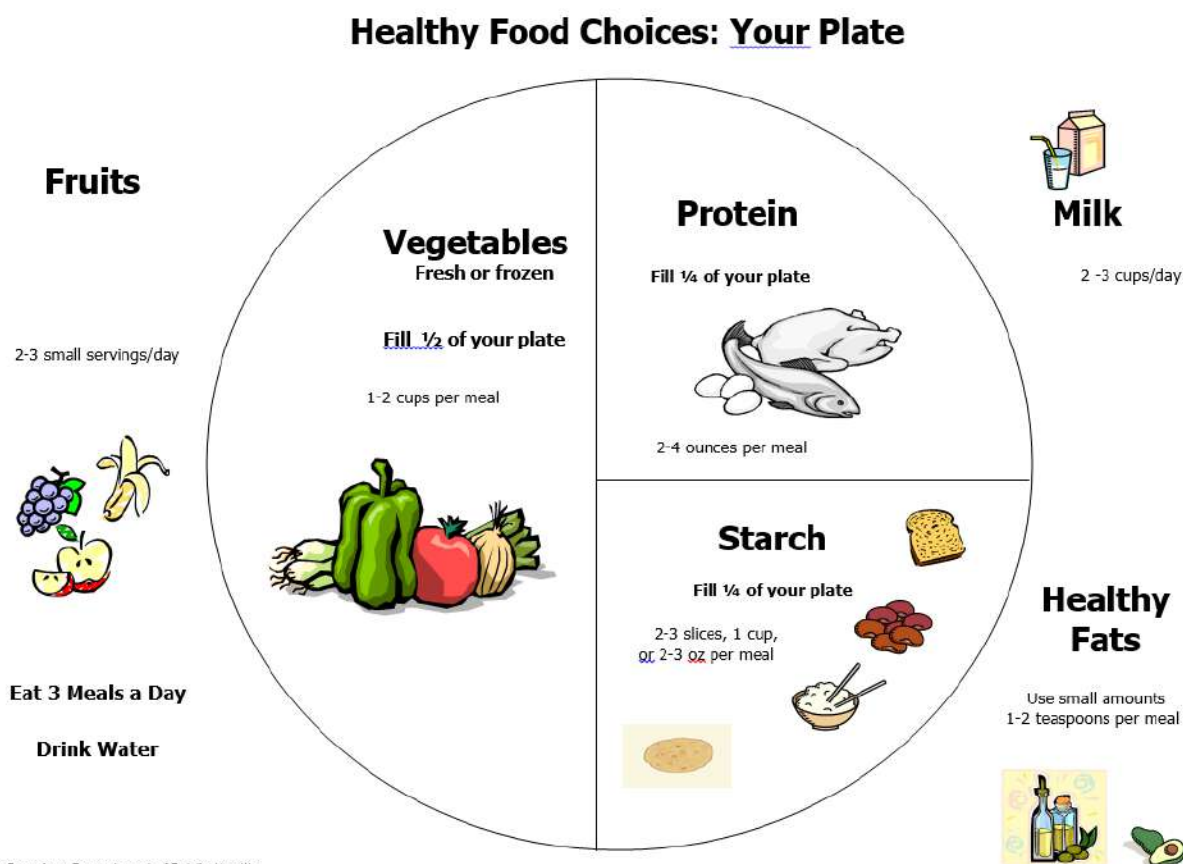 Healthy Food Choices: Your Plate
Fruits
2-3 small servings/day
Eat 3 Meals a Day
Drink Water
Vegetables
Fresh or frozen
Fill ½ of your plate
1-2 cups per meal
Protein
Fill ¼ of your plate
2-4 ounces per meal
Starch
Fill ¼ of your plate
2-3 slices, 1 cup,
or 2-3 oz per meal
Milk
2 -3 cups/day
Healthy
Fats
Use small amounts
1-2 teaspoons per meal